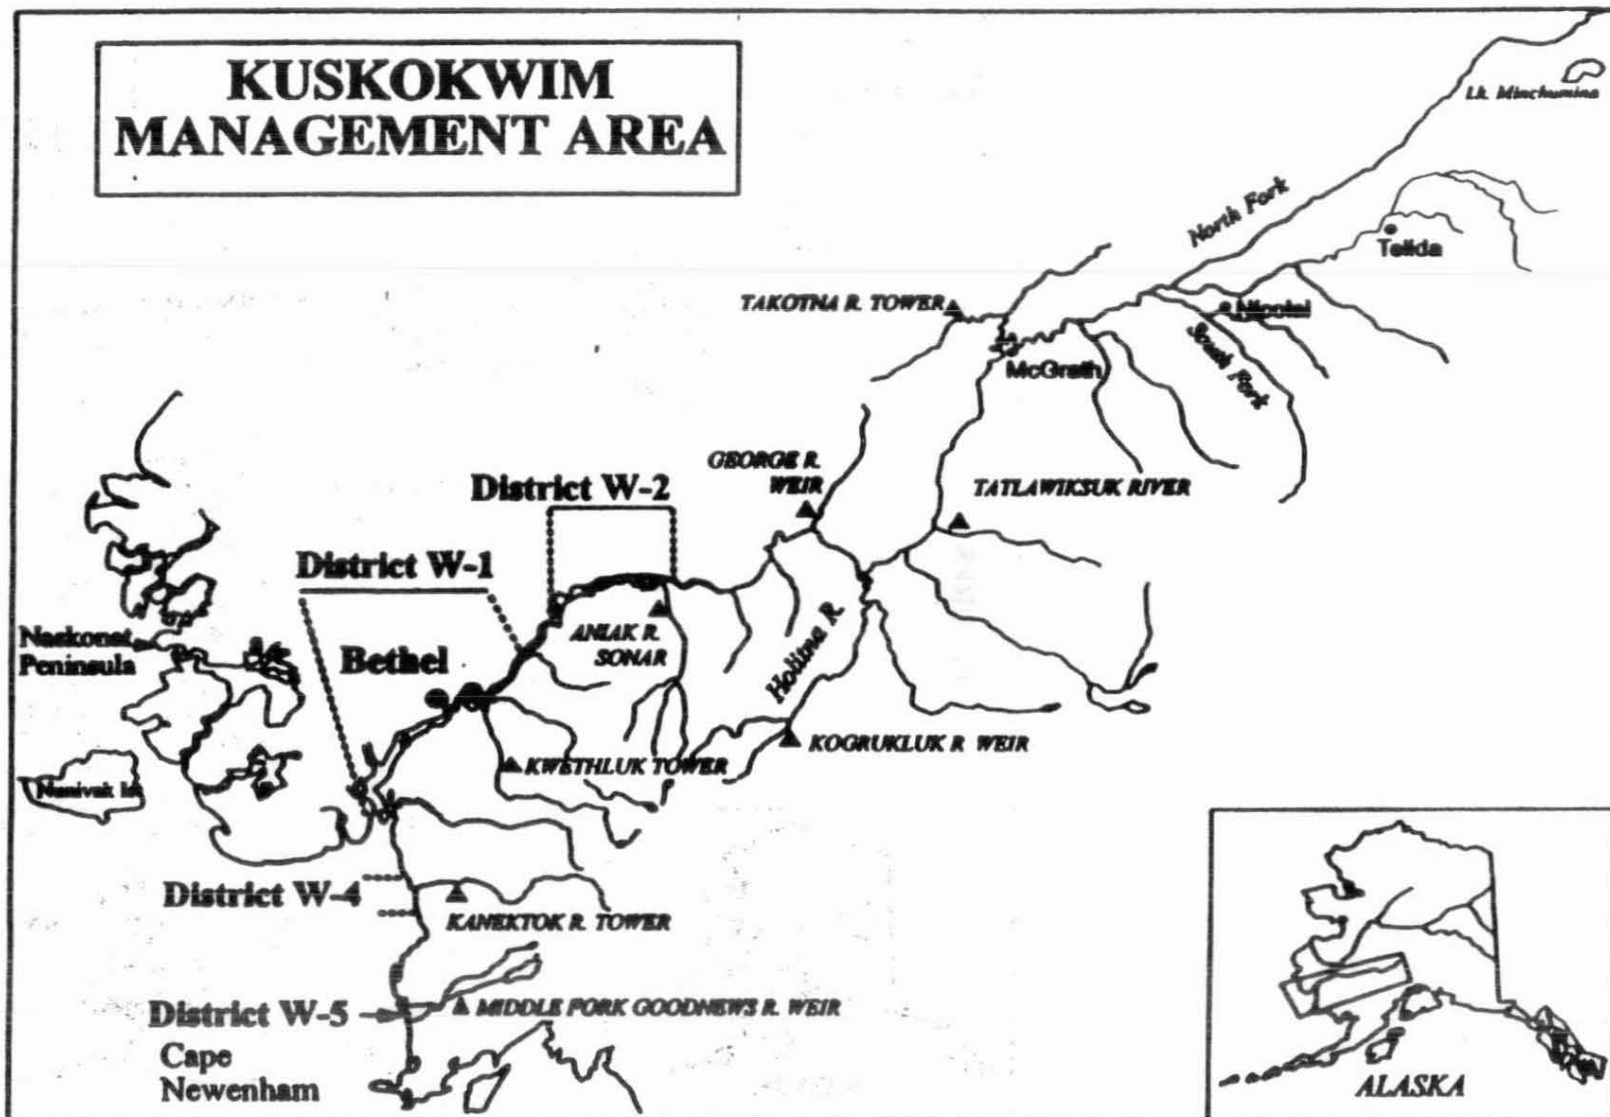 KUSKOKWIM
MANAGEMENT AREA
Lk. Minchumina
North Fork
Telida
TAKOTNA R. TOWER
Nicolai
South Fork
McGrath
GEORGE R.
WEIR
District W-2
TATLAWIKSUK RIVER
District W-1
Naskonat
Peninsula
ANIAK R.
SONAR
Bethel
Holitna R.
KOGRUKLUK R WEIR
KWETHLUK TOWER
Nunivak Is.
District W-4
KANEKTOK R. TOWER
District W-5
MIDDLE FORK GOODNEWS R. WEIR
Cape
Newenham
ALASKA